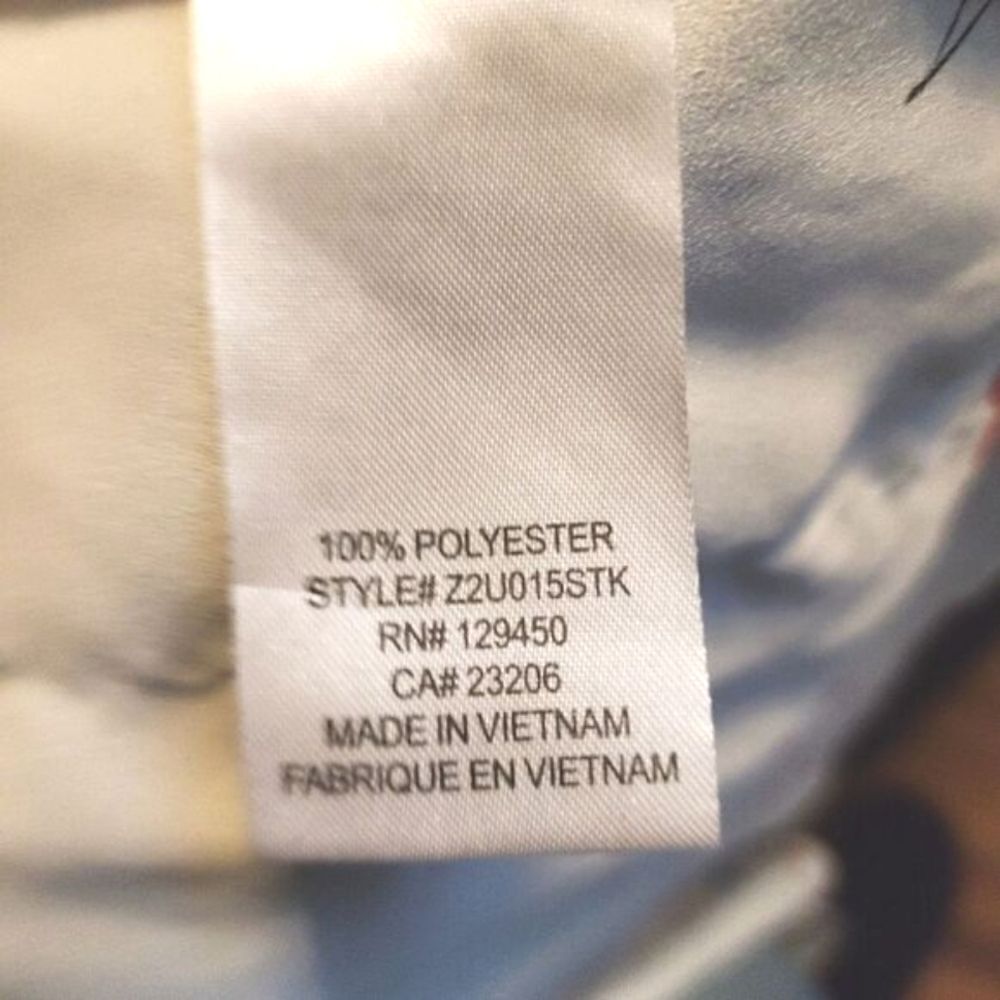 100% POLYESTER
STYLE# Z2U015STK
RN# 129450
CA# 23206
MADE IN VIETNAM
FABRIQUE EN VIETNAM